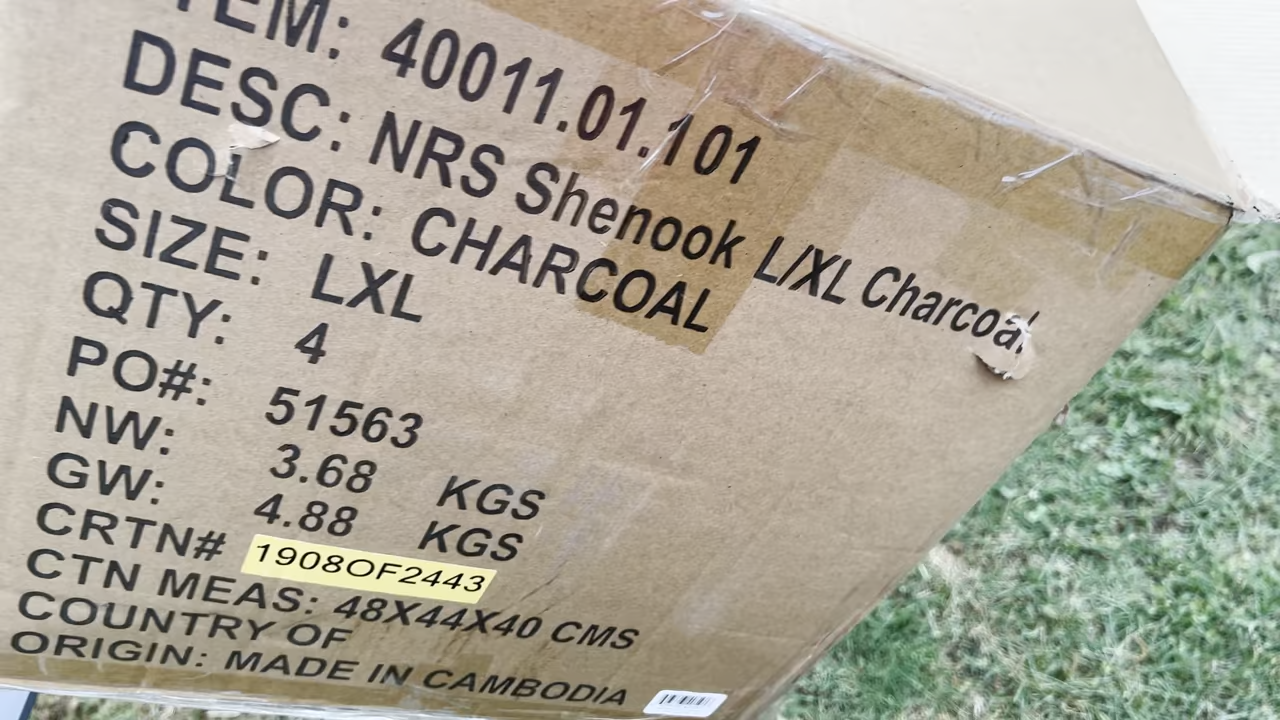 TEM: 40011.01.101
DESC: NRS Shenook L/XL Charcoal
COLOR: CHARCOAL
SIZE: LXL
QTY: 4
PO#: 51563
NW: 3.68 KGS
GW: 4.88 KGS
CRTN# 1908OF2443
CTN MEAS: 48X44X40 CMS
COUNTRY OF
ORIGIN: MADE IN CAMBODIA